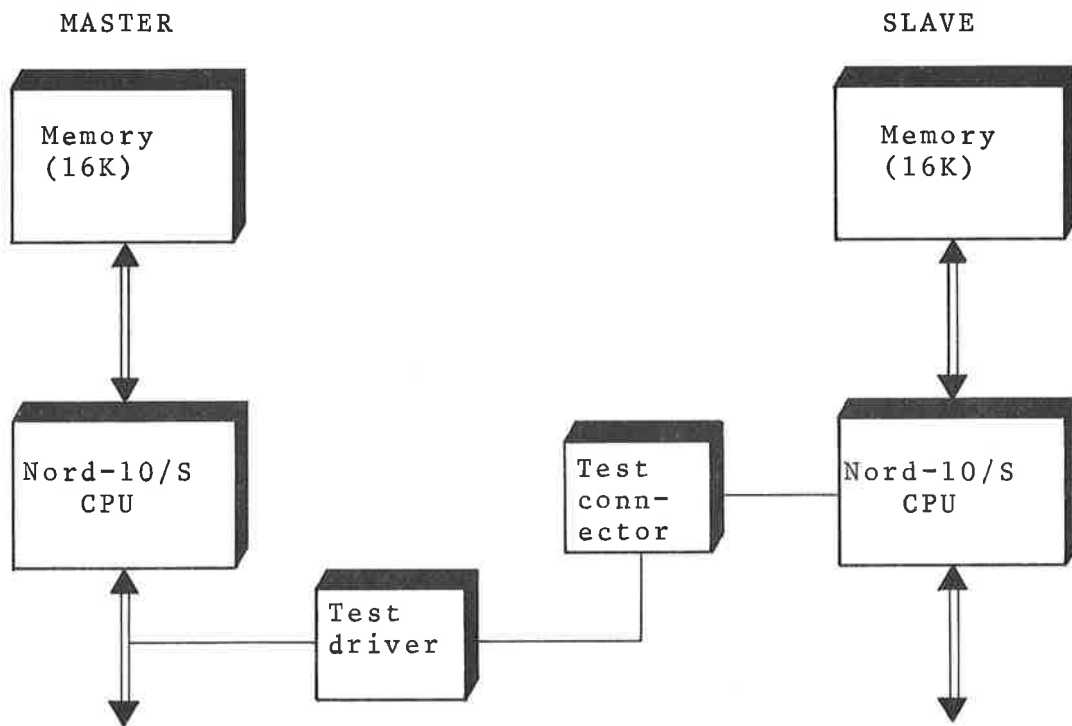 MASTER
SLAVE
Memory
(16K)
Memory
(16K)
Nord-10/S
CPU
Test
conn-
ector
Nord-10/S
CPU
Test
driver